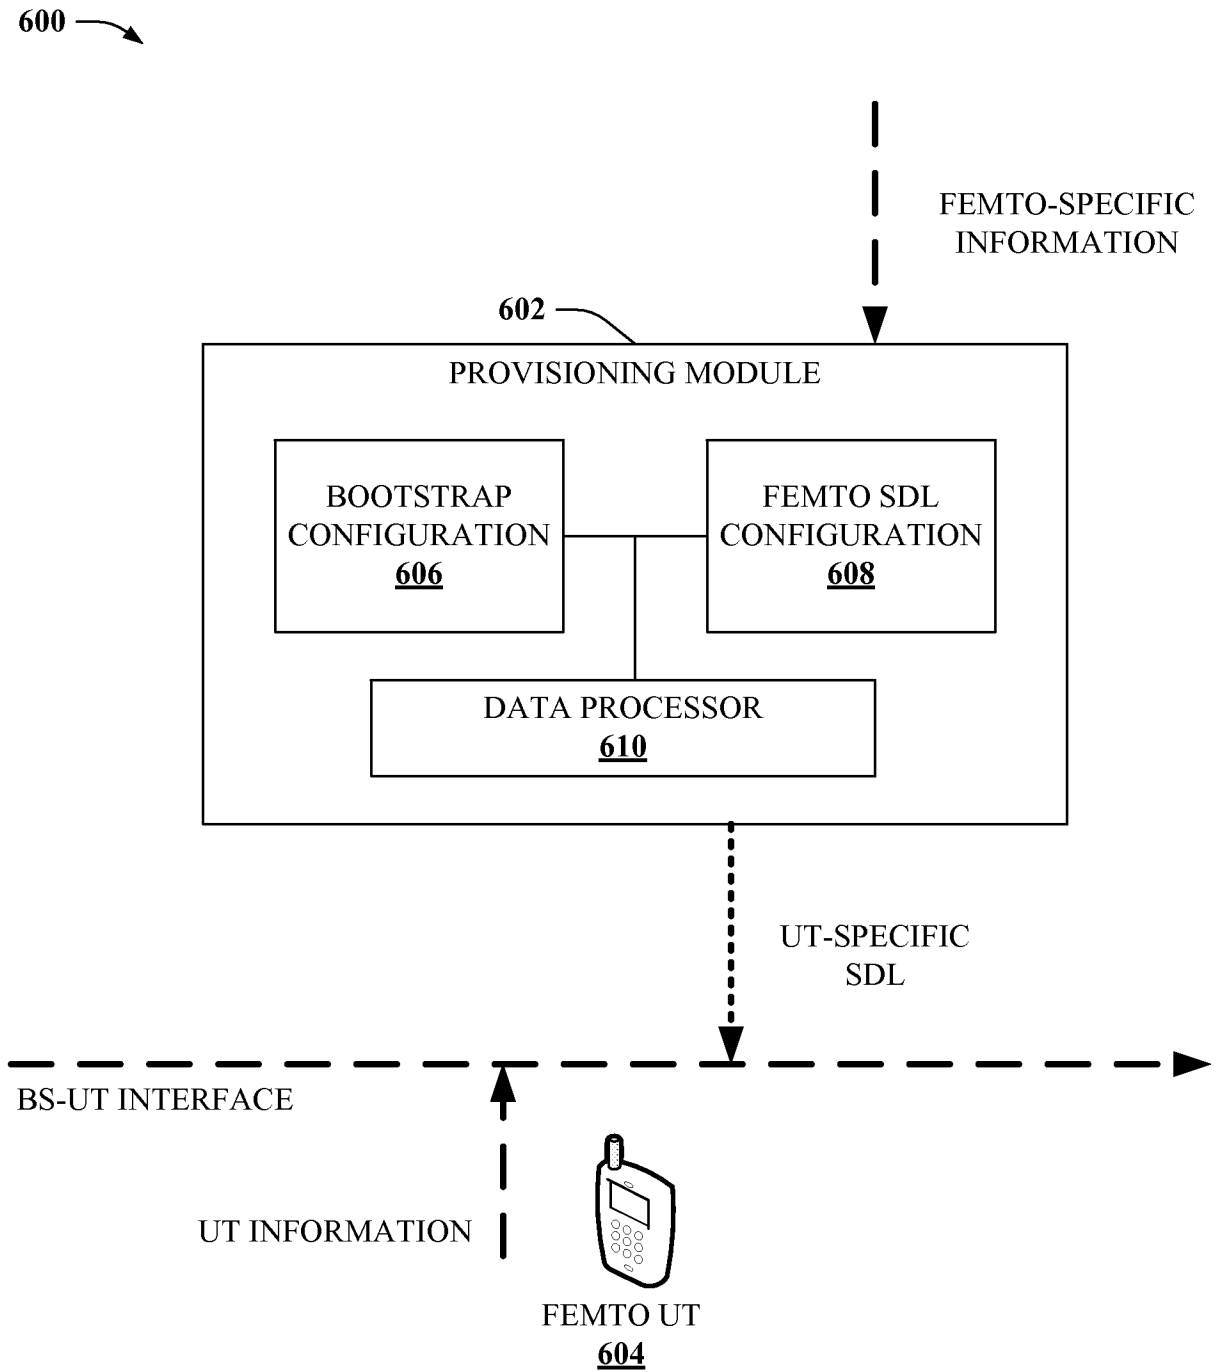 600
FEMTO-SPECIFIC
INFORMATION
602
PROVISIONING MODULE
BOOTSTRAP
CONFIGURATION
606
FEMTO SDL
CONFIGURATION
608
DATA PROCESSOR
610
UT-SPECIFIC
SDL
BS-UT INTERFACE
UT INFORMATION
FEMTO UT
604